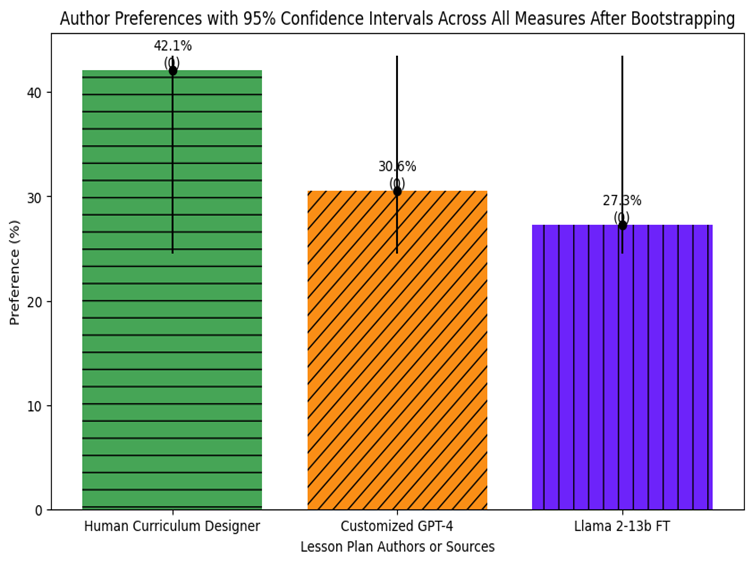 Author Preferences with 95% Confidence Intervals Across All Measures After Bootstrapping
42.1%
(0)
30.6%
(0)
27.3%
(0)
40
30
20
10
0
Preference (%)
Human Curriculum Designer
Customized GPT-4
Llama 2-13b FT
Lesson Plan Authors or Sources